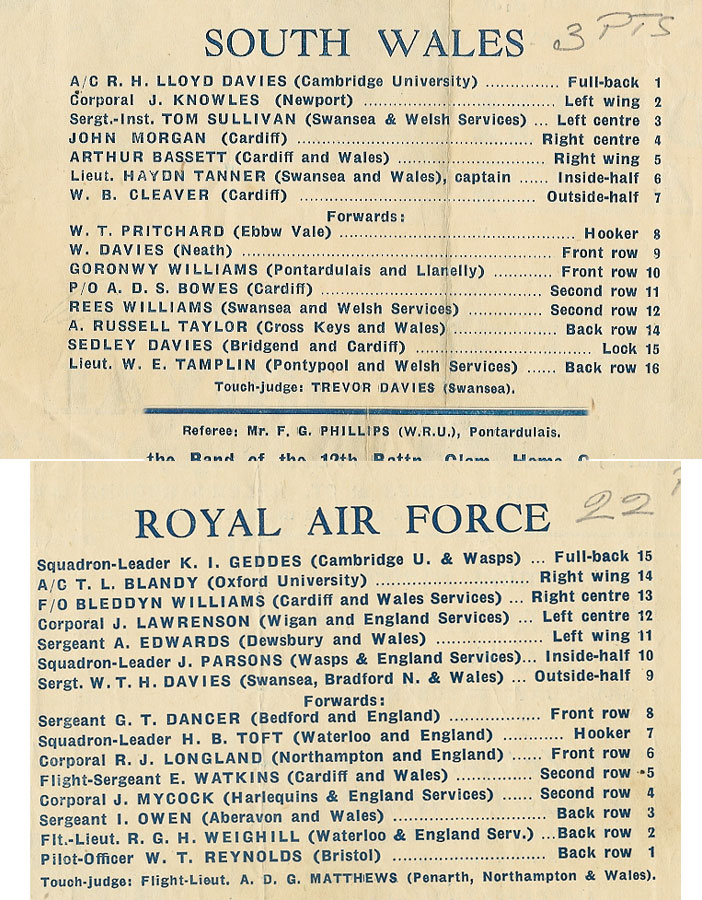 SOUTH WALES 3 PTS
A/C R. H. LLOYD DAVIES (Cambridge University) .............. Full-back 1
Corporal J. KNOWLES (Newport) .................................... Left wing 2
Sergt.-Inst. TOM SULLIVAN (Swansea & Welsh Services) ... Left centre 3
JOHN MORGAN (Cardiff) ............................................. Right centre 4
ARTHUR BASSETT (Cardiff and Wales) ........................... Right wing 5
Lieut. HAYDN TANNER (Swansea and Wales), captain ...... Inside-half 6
W. B. CLEAVER (Cardiff) ............................................. Outside-half 7
Forwards:
W. T. PRITCHARD (Ebbw Vale) ............................................. Hooker 8
W. DAVIES (Neath) ...................................................... Front row 9
GORONWY WILLIAMS (Pontardulais and Llanelly) ............ Front row 10
P/O A. D. S. BOWES (Cardiff) ....................................... Second row 11
REES WILLIAMS (Swansea and Welsh Services) ............... Second row 12
A. RUSSELL TAYLOR (Cross Keys and Wales) .................. Back row 14
SEDLEY DAVIES (Bridgend and Cardiff) .............................. Lock 15
Lieut. W. E. TAMPLIN (Pontypool and Welsh Services) ...... Back row 16
Touch-judge: TREVOR DAVIES (Swansea).
Referee: Mr. F. G. PHILLIPS (W.R.U.), Pontardulais.
the Band of the 12th Battn. Glam. Home G
ROYAL AIR FORCE 22
Squadron-Leader K. I. GEDDES (Cambridge U. & Wasps) ... Full-back 15
A/C T. L. BLANDY (Oxford University) .............................. Right wing 14
F/O BLEDDYN WILLIAMS (Cardiff and Wales Services) ... Right centre 13
Corporal J. LAWRENSON (Wigan and England Services) ... Left centre 12
Sergeant A. EDWARDS (Dewsbury and Wales) .................... Left wing 11
Squadron-Leader J. PARSONS (Wasps & England Services)... Inside-half 10
Sergt. W. T. H. DAVIES (Swansea, Bradford N. & Wales) ... Outside-half 9
Forwards:
Sergeant G. T. DANCER (Bedford and England) .................. Front row 8
Squadron-Leader H. B. TOFT (Waterloo and England) ............ Hooker 7
Corporal R. J. LONGLAND (Northampton and England) ...... Front row 6
Flight-Sergeant E. WATKINS (Cardiff and Wales) .............. Second row 5
Corporal J. MYCOCK (Harlequins & England Services) ...... Second row 4
Sergeant I. OWEN (Aberavon and Wales) ........................... Back row 3
Flt.-Lieut. R. G. H. WEIGHILL (Waterloo & England Serv.) ...Back row 2
Pilot-Officer W. T. REYNOLDS (Bristol) .............................. Back row 1
Touch-judge: Flight-Lieut. A. D. G. MATTHEWS (Penarth, Northampton & Wales).